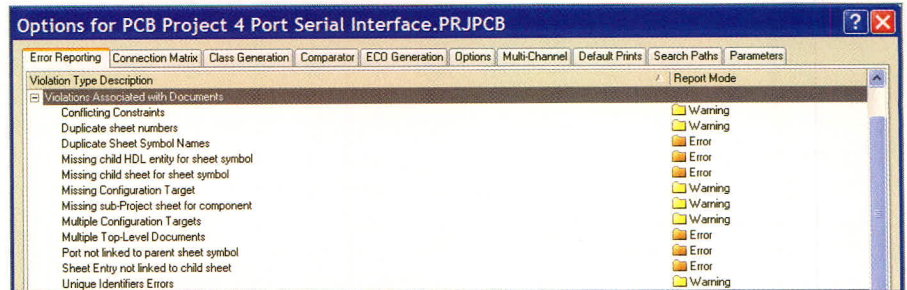 Options for PCB Project 4 Port Serial Interface.PRJPCB
Error Reporting Connection Matrix Class Generation Comparator ECO Generation Options Multi-Channel Default Prints Search Paths Parameters
Violation Type Description Report Mode
Violations Associated with Documents
Conflicting Constraints Warning
Duplicate sheet numbers Warning
Duplicate Sheet Symbol Names Error
Missing child HDL entity for sheet symbol Error
Missing child sheet for sheet symbol Error
Missing Configuration Target Warning
Missing sub-Project sheet for component Warning
Multiple Configuration Targets Warning
Multiple Top-Level Documents Error
Port not linked to parent sheet symbol Error
Sheet Entry not linked to child sheet Error
Unique Identifiers Errors Warning